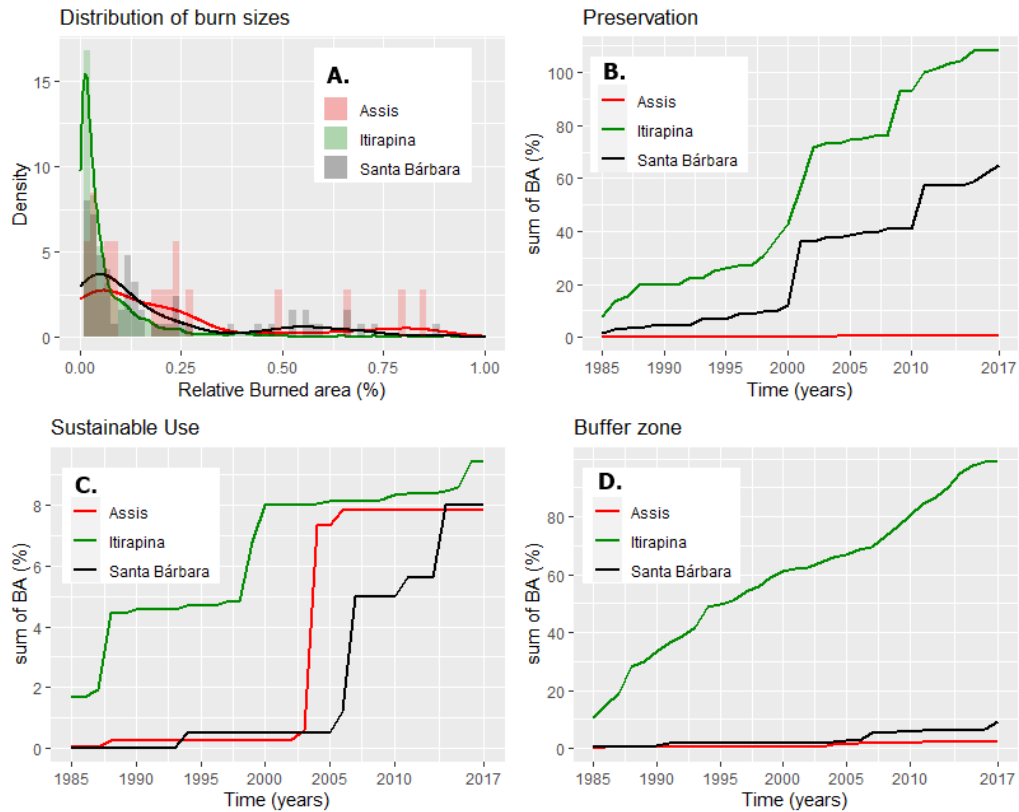 Distribution of burn sizes
A.
Assis
Itirapina
Santa Bárbara
Density
15
10
5
0
0.00 0.25 0.50 0.75 1.00
Relative Burned area (%)
Preservation
B.
Assis
Itirapina
Santa Bárbara
sum of BA (%)
100
80
60
40
20
0
1985 1990 1995 2000 2005 2010 2017
Time (years)
Sustainable Use
C.
Assis
Itirapina
Santa Bárbara
sum of BA (%)
8
6
4
2
0
1985 1990 1995 2000 2005 2010 2017
Time (years)
Buffer zone
D.
Assis
Itirapina
Santa Bárbara
sum of BA (%)
80
60
40
20
0
1985 1990 1995 2000 2005 2010 2017
Time (years)